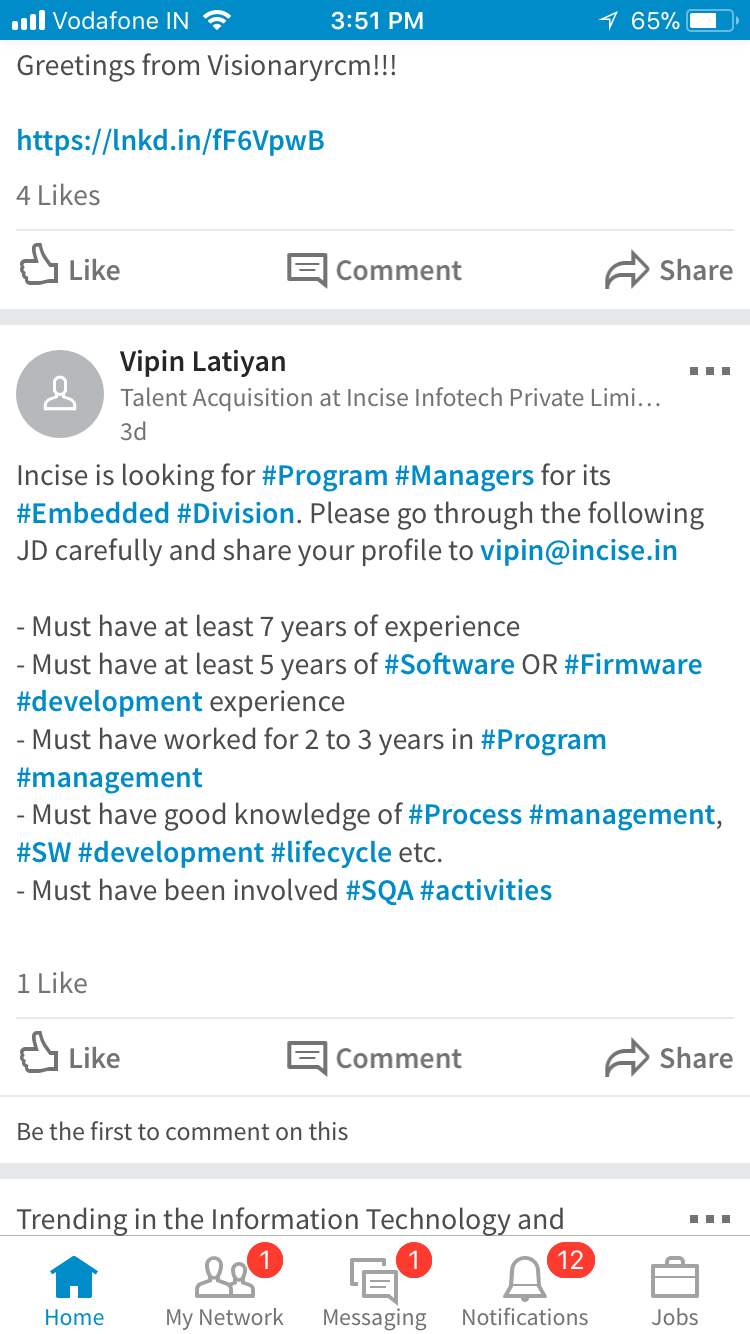 Vodafone IN 3:51 PM 65%
Greetings from Visionaryrcm!!!
https://lnkd.in/fF6VpwB
4 Likes
Like Comment Share
Vipin Latiyan
Talent Acquisition at Incise Infotech Private Limi...
3d
Incise is looking for #Program #Managers for its
#Embedded #Division. Please go through the following
JD carefully and share your profile to vipin@incise.in
- Must have at least 7 years of experience
- Must have at least 5 years of #Software OR #Firmware
#development experience
- Must have worked for 2 to 3 years in #Program
#management
- Must have good knowledge of #Process #management,
#SW #development #lifecycle etc.
- Must have been involved #SQA #activities
1 Like
Like Comment Share
Be the first to comment on this
Trending in the Information Technology and
1 1 12
Home My Network Messaging Notifications Jobs